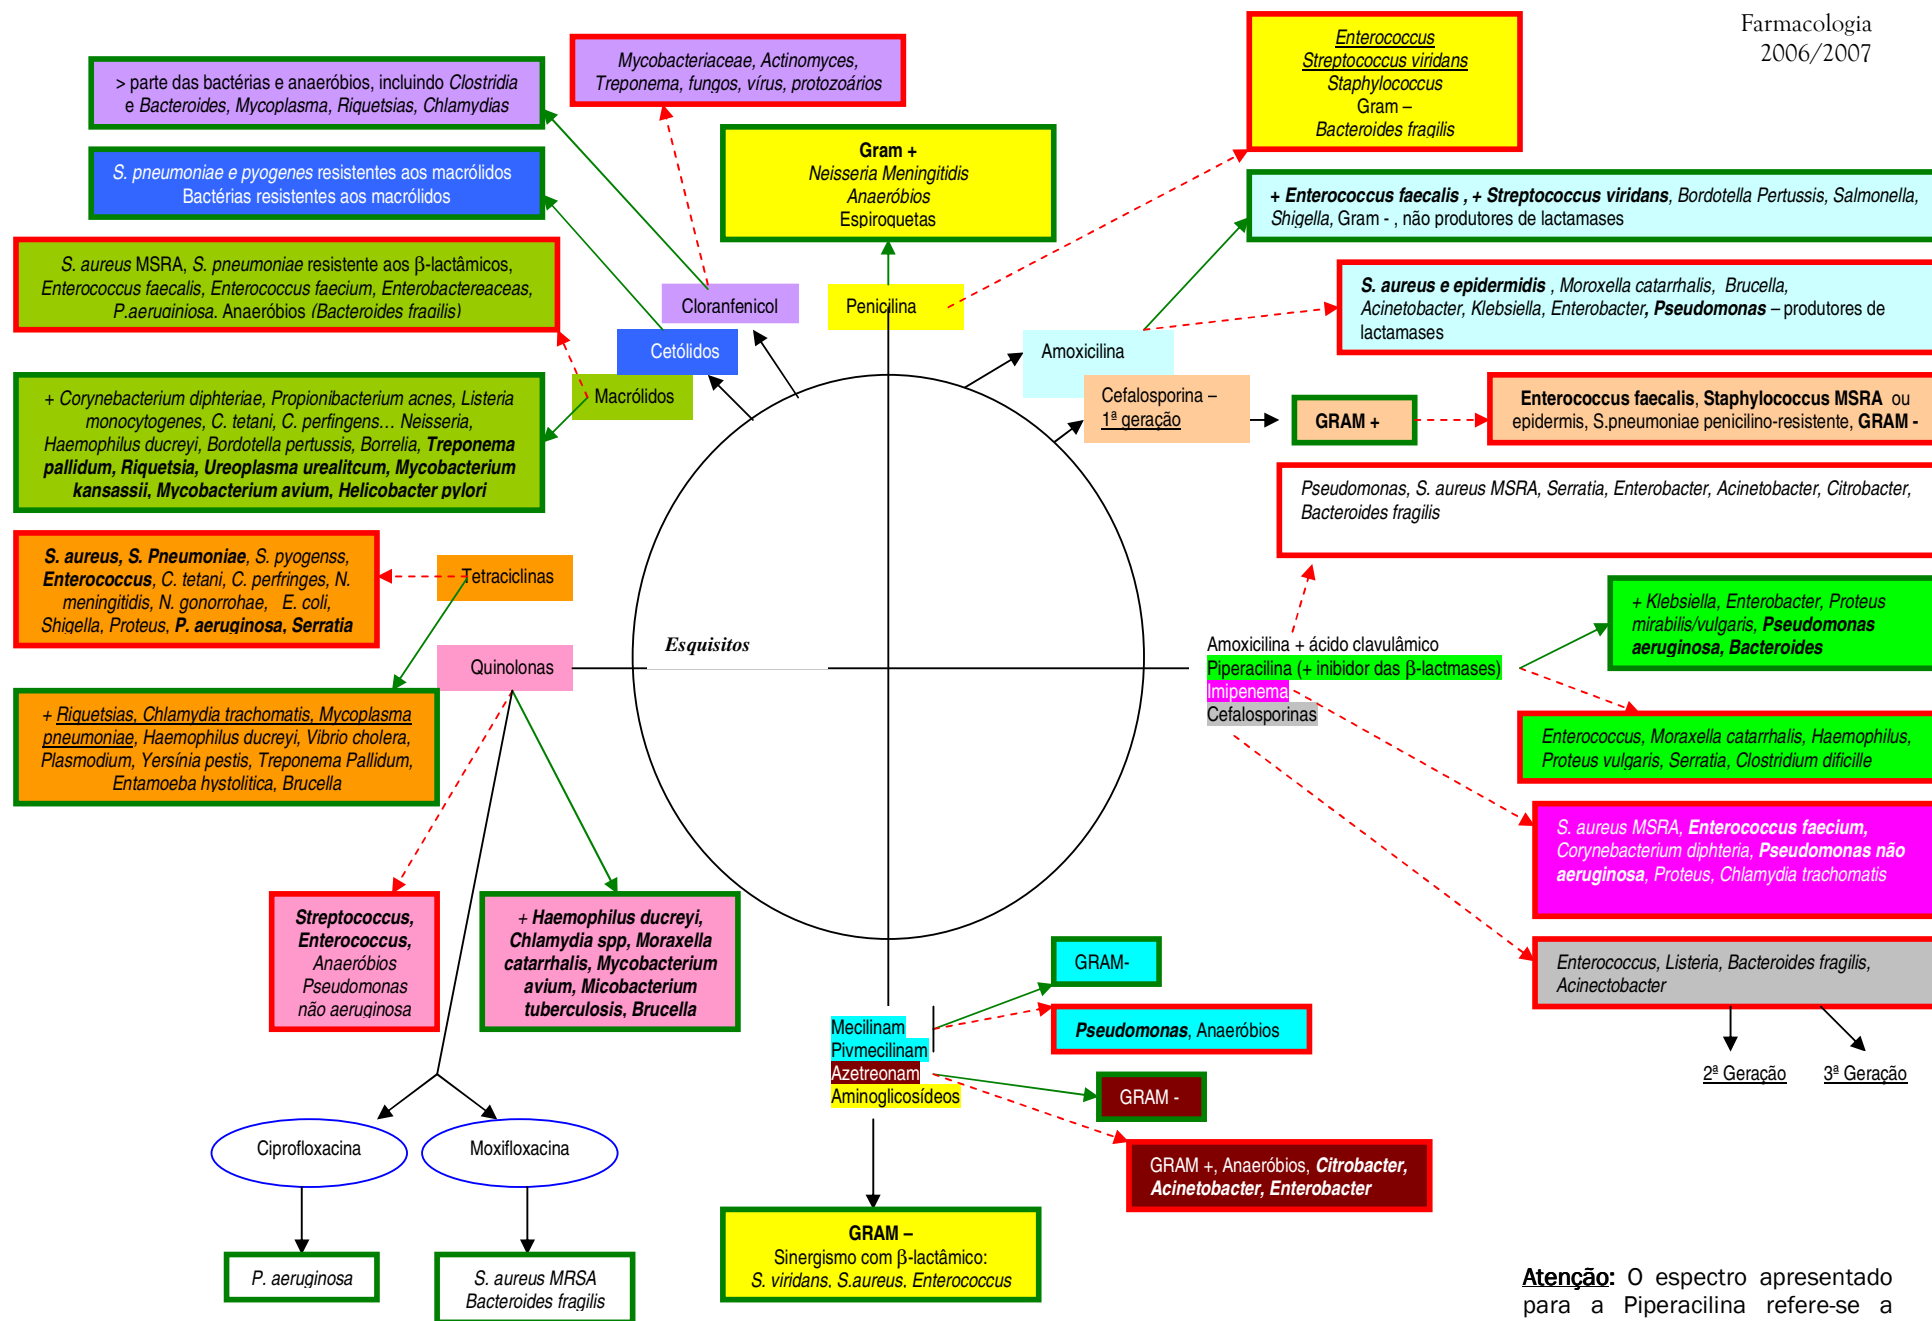 Farmacologia
2006/2007
> parte das bactérias e anaeróbios, incluindo Clostridia
e Bacteroides, Mycoplasma, Riquetsias, Chlamydias
Mycobacteriaceae, Actinomyces,
Treponema, fungos, vírus, protozoários
Enterococcus
Streptococcus viridans
Staphylococcus
Gram –
Bacteroides fragilis
Gram +
Neisseria Meningitidis
Anaeróbios
Espiroquetas
S. pneumoniae e pyogenes resistentes aos macrólidos
Bactérias resistentes aos macrólidos
+ Enterococcus faecalis , + Streptococcus viridans, Bordotella Pertussis, Salmonella,
Shigella, Gram - , não produtores de lactamases
S. aureus MSRA, S. pneumoniae resistente aos β-lactâmicos,
Enterococcus faecalis, Enterococcus faecium, Enterobactereaceas,
P.aeruginiosa. Anaeróbios (Bacteroides fragilis)
S. aureus e epidermidis , Moroxella catarrhalis, Brucella,
Acinetobacter, Klebsiella, Enterobacter, Pseudomonas – produtores de
lactamases
Cloranfenicol
Penicilina
Cetólidos
Amoxicilina
Macrólidos
Cefalosporina –
1ª geração
GRAM +
Enterococcus faecalis, Staphylococcus MSRA ou
epidermis, S.pneumoniae penicilino-resistente, GRAM -
+ Corynebacterium diphteriae, Propionibacterium acnes, Listeria
monocytogenes, C. tetani, C. perfingens… Neisseria,
Haemophilus ducreyi, Bordotella pertussis, Borrelia, Treponema
pallidum, Riquetsia, Ureoplasma urealitcum, Mycobacterium
kansassii, Mycobacterium avium, Helicobacter pylori
Pseudomonas, S. aureus MSRA, Serratia, Enterobacter, Acinetobacter, Citrobacter,
Bacteroides fragilis
S. aureus, S. Pneumoniae, S. pyogenss,
Enterococcus, C. tetani, C. perfringes, N.
meningitidis, N. gonorrohae, E. coli,
Shigella, Proteus, P. aeruginosa, Serratia
Tetraciclinas
Esquisitos
Quinolonas
Amoxicilina + ácido clavulâmico
Piperacilina (+ inibidor das β-lactmases)
Imipenema
Cefalosporinas
+ Klebsiella, Enterobacter, Proteus
mirabilis/vulgaris, Pseudomonas
aeruginosa, Bacteroides
+ Riquetsias, Chlamydia trachomatis, Mycoplasma
pneumoniae, Haemophilus ducreyi, Vibrio cholera,
Plasmodium, Yersínia pestis, Treponema Pallidum,
Entamoeba hystolitica, Brucella
Enterococcus, Moraxella catarrhalis, Haemophilus,
Proteus vulgaris, Serratia, Clostridium dificille
S. aureus MSRA, Enterococcus faecium,
Corynebacterium diphteria, Pseudomonas não
aeruginosa, Proteus, Chlamydia trachomatis
Streptococcus,
Enterococcus,
Anaeróbios
Pseudomonas
não aeruginosa
+ Haemophilus ducreyi,
Chlamydia spp, Moraxella
catarrhalis, Mycobacterium
avium, Micobacterium
tuberculosis, Brucella
GRAM-
Enterococcus, Listeria, Bacteroides fragilis,
Acinectobacter
Mecilinam
Pivmecilinam
Azetreonam
Aminoglicosídeos
Pseudomonas, Anaeróbios
2ª Geração
3ª Geração
GRAM -
Ciprofloxacina
Moxifloxacina
GRAM +, Anaeróbios, Citrobacter,
Acinetobacter, Enterobacter
GRAM –
Sinergismo com β-lactâmico:
S. viridans, S.aureus, Enterococcus
P. aeruginosa
S. aureus MRSA
Bacteroides fragilis
Atenção: O espectro apresentado
para a Piperacilina refere-se a